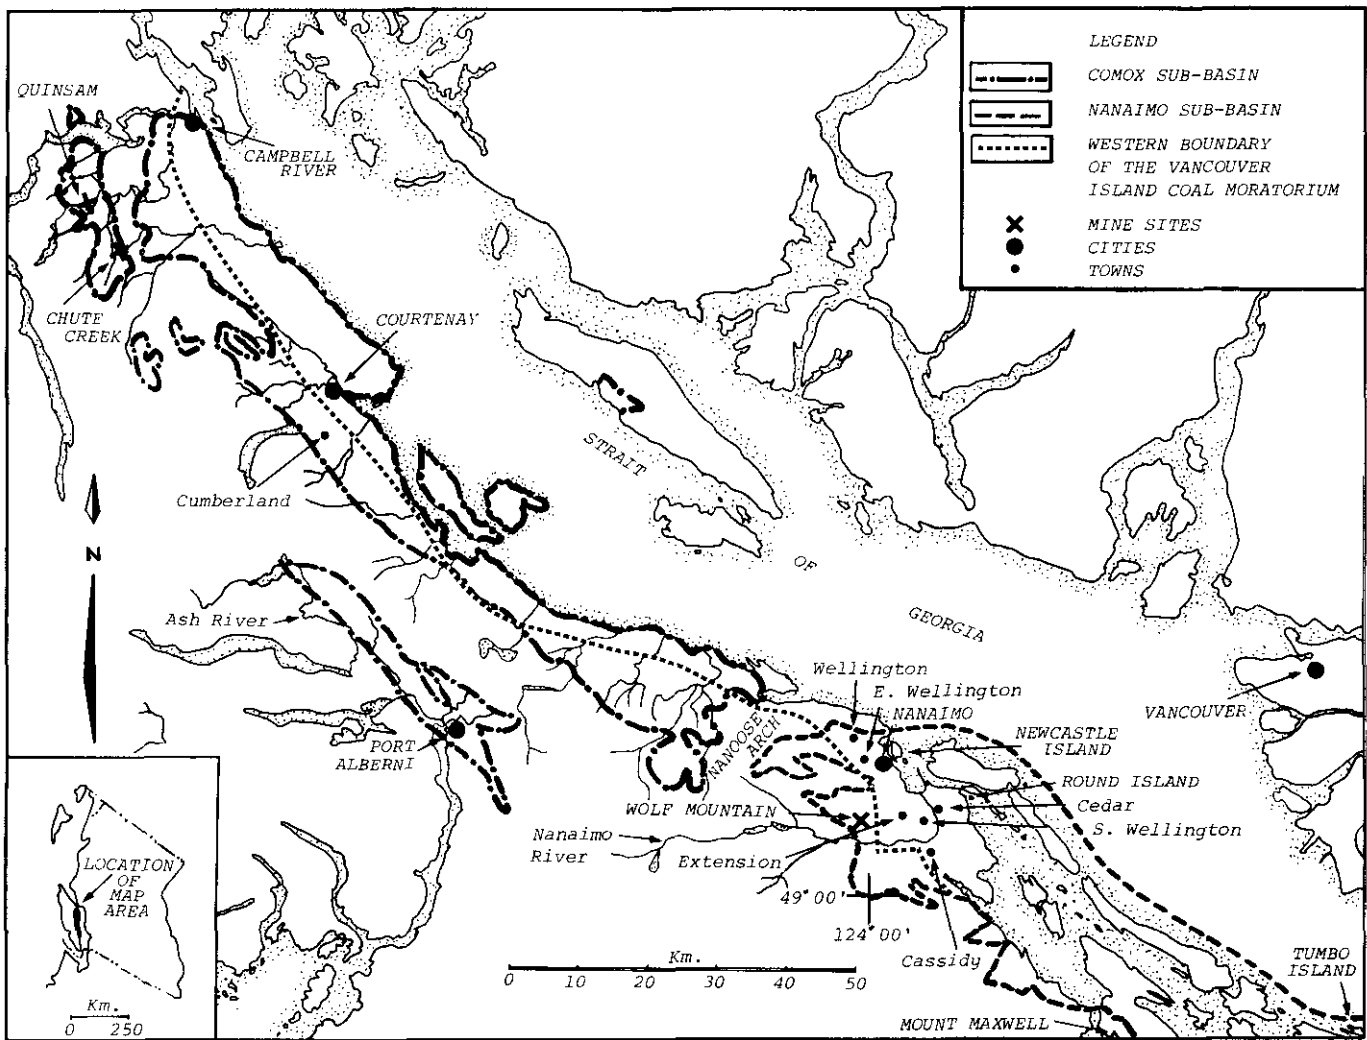 LEGEND
COMOX SUB-BASIN
NANAIMO SUB-BASIN
WESTERN BOUNDARY
OF THE VANCOUVER
ISLAND COAL MORATORIUM
MINE SITES
CITIES
TOWNS
QUINSAM
CAMPBELL
RIVER
CHUTE
CREEK
COURTENAY
STRAIT
Cumberland
N
OF
GEORGIA
Ash River
Wellington
E. Wellington
NANAIMO
VANCOUVER
NEWCASTLE
ISLAND
PORT
ALBERNI
NANOOSE
ARCH
ROUND ISLAND
WOLF MOUNTAIN
Cedar
S. Wellington
Nanaimo
River
Extension
49°00'
124°00'
Cassidy
LOCATION
OF
MAP
AREA
Km.
0 250
Km.
0 10 20 30 40 50
TUMBO
ISLAND
MOUNT MAXWELL